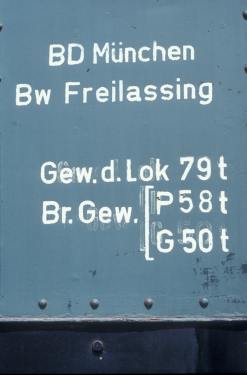 BD München
Bw Freilassing
Gew. d. Lok 79 t
Br. Gew. [P 58 t
G 50 t